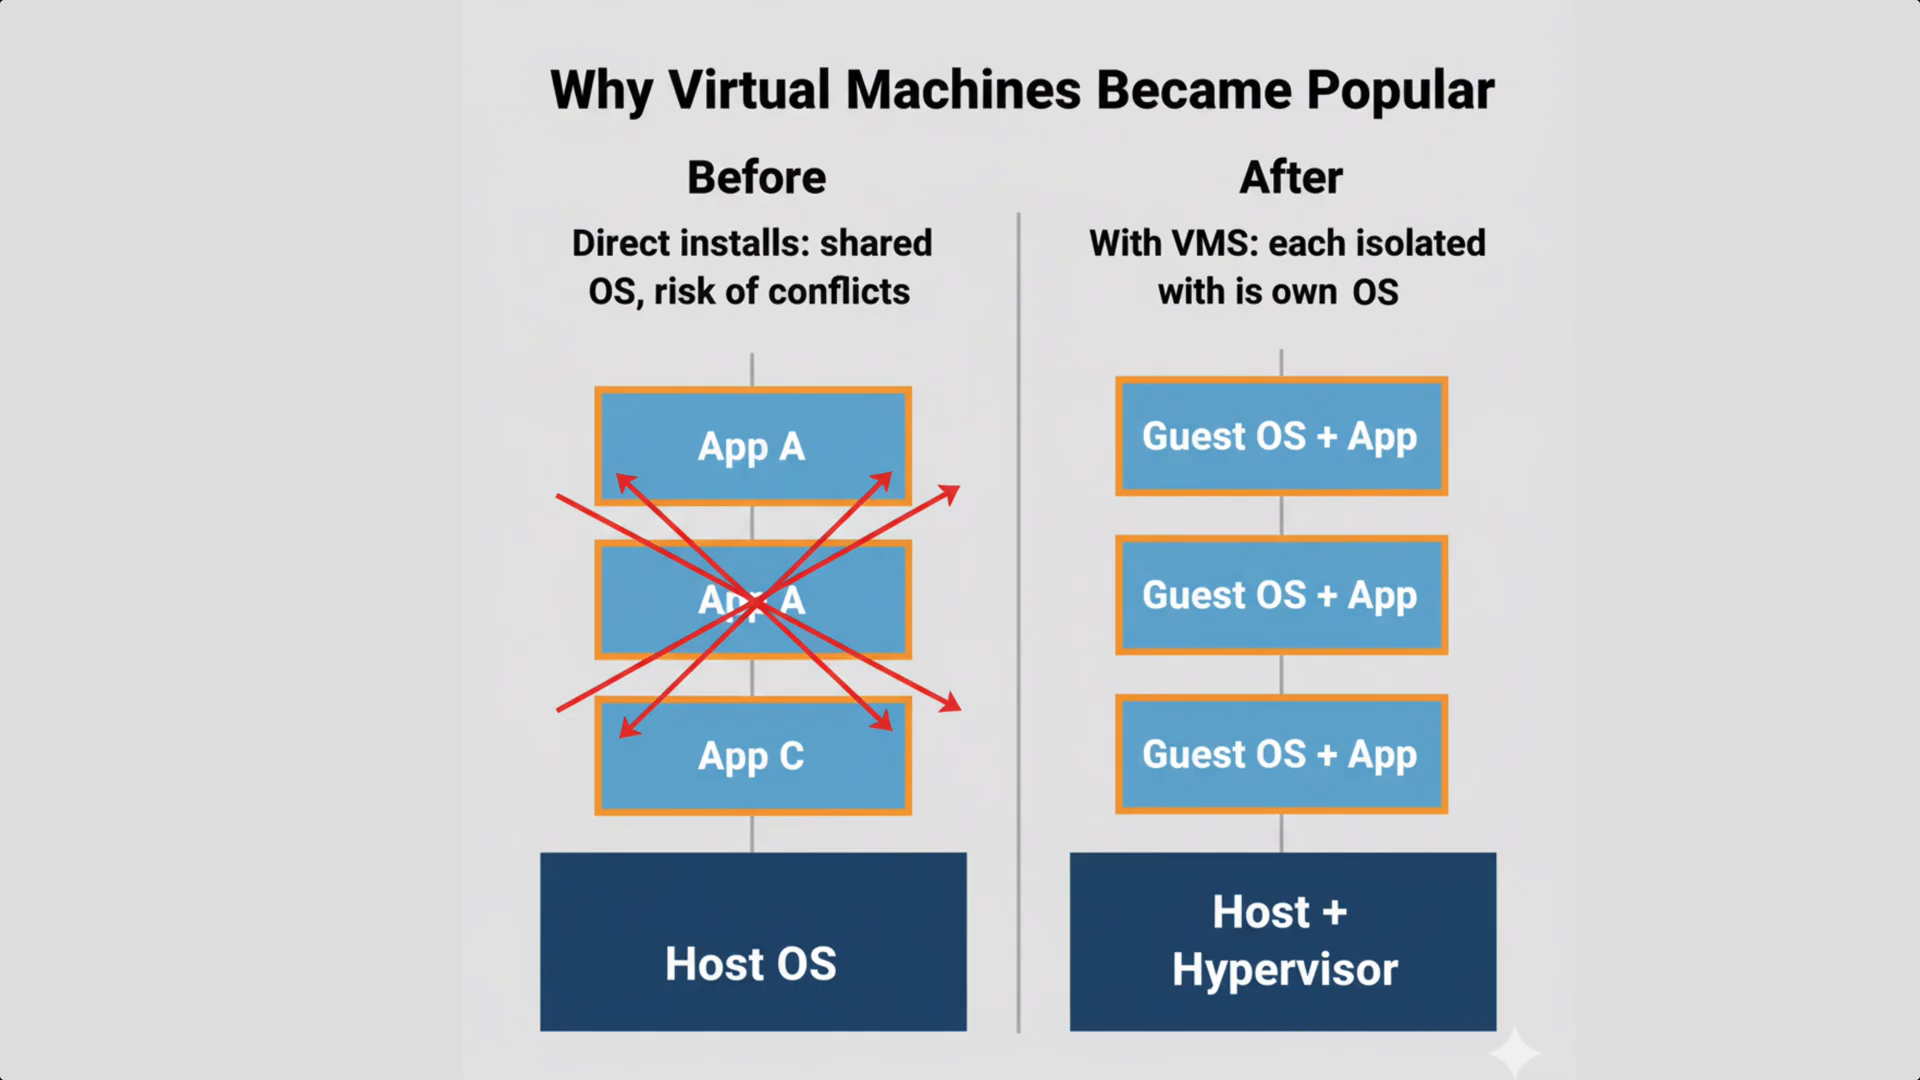 Why Virtual Machines Became Popular
Before
Direct installs: shared
OS, risk of conflicts
App A
App A
App C
Host OS
After
With VMS: each isolated
with is own OS
Guest OS + App
Guest OS + App
Guest OS + App
Host +
Hypervisor